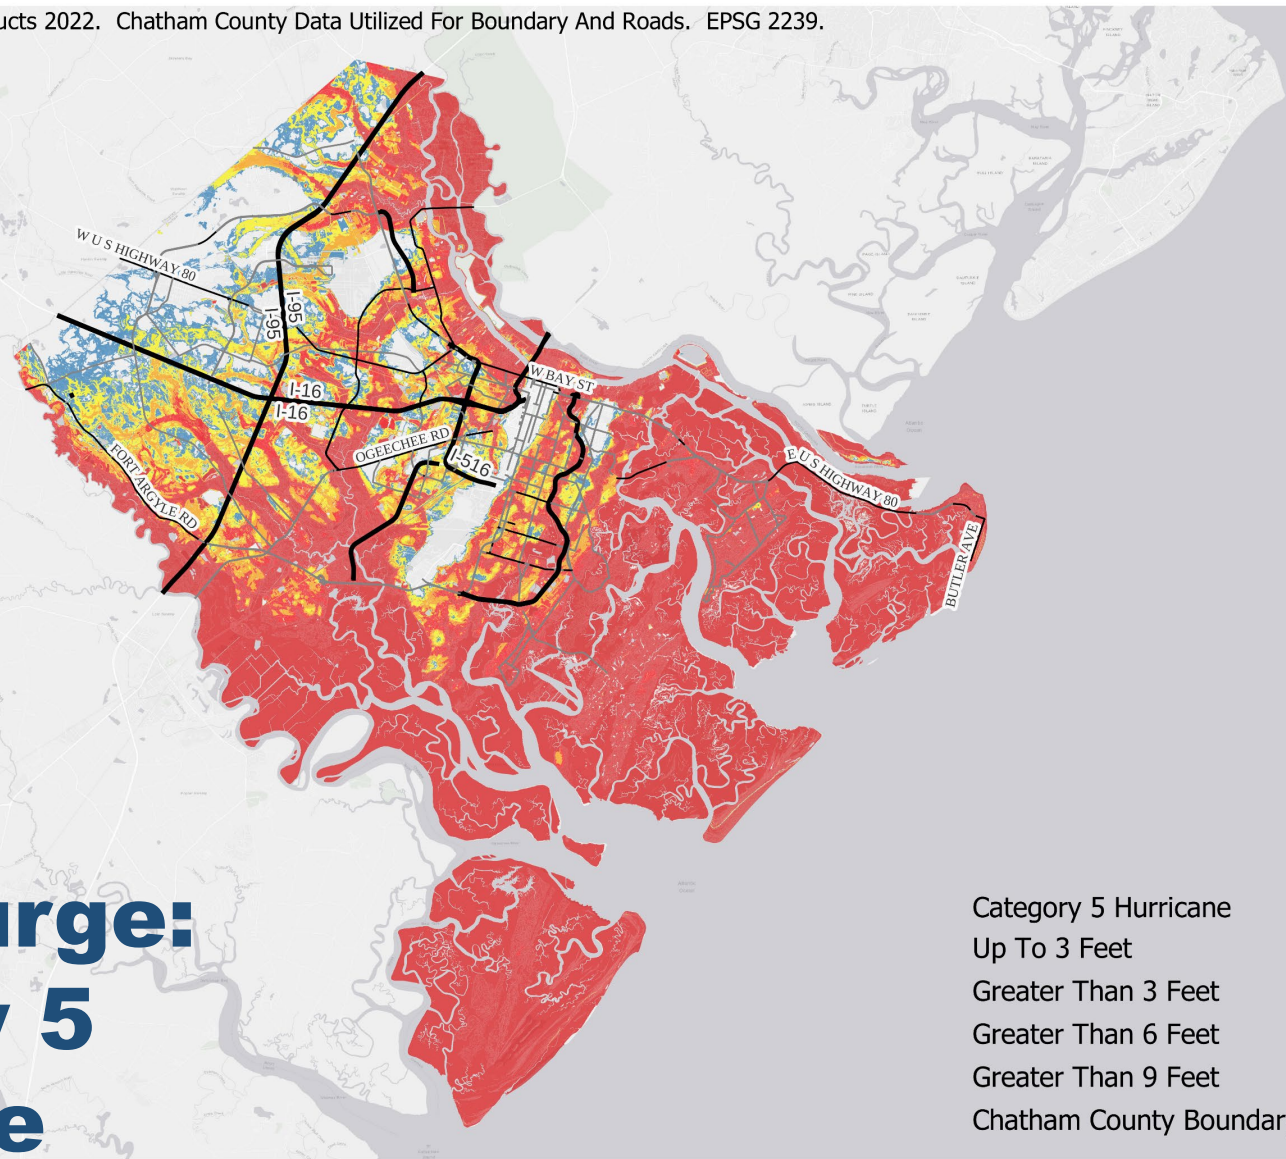 ucts 2022. Chatham County Data Utilized For Boundary And Roads. EPSG 2239.
W U S HIGHWAY 80
I-95
I-95
I-16
I-16
W BAY ST
OGEECHEE RD
I-516
FORT ARGYLE RD
E U S HIGHWAY 80
BUTLER AVE
urge:
y 5
e
Category 5 Hurricane
Up To 3 Feet
Greater Than 3 Feet
Greater Than 6 Feet
Greater Than 9 Feet
Chatham County Boundar